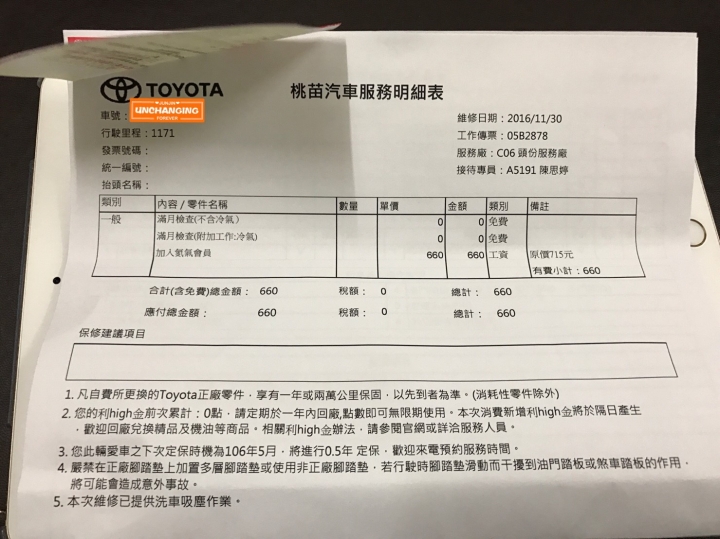 TOYOTA
桃苗汽車服務明細表
車號：
UNCHANGING
FOREVER
行駛里程：1171
發票號碼：
統一編號：
抬頭名稱：
維修日期：2016/11/30
工作傳票：05B2878
服務廠：C06 頭份服務廠
接待專員：A5191 陳思婷
類別 內容 / 零件名稱 數量 單價 金額 類別 備註
一般 滿月檢查(不含冷氣) 0 0 免費
滿月檢查(附加工作:冷氣) 0 0 免費
加入氮氣會員 660 660 工資 原價715元
有費小計：660
合計(含免費)總金額： 660 稅額： 0 總計： 660
應付總金額： 660 稅額： 0 總計： 660
保修建議項目
1. 凡自費所更換的Toyota正廠零件，享有一年或兩萬公里保固，以先到者為準。(消耗性零件除外)
2. 您的利high金前次累計：0點，請定期於一年內回廠,點數即可無限期使用。本次消費新增利high金將於隔日產生
，歡迎回廠兌換精品及機油等商品。相關利high金辦法，請參閱官網或詳洽服務人員。
3. 您此輛愛車之下次定保時機為106年5月，將進行0.5年 定保，歡迎來電預約服務時間。
4. 嚴禁在正廠腳踏墊上加置多層腳踏墊或使用非正廠腳踏墊，若行駛時腳踏墊滑動而干擾到油門踏板或煞車踏板的作用，
將可能會造成意外事故。
5. 本次維修已提供洗車吸塵作業。